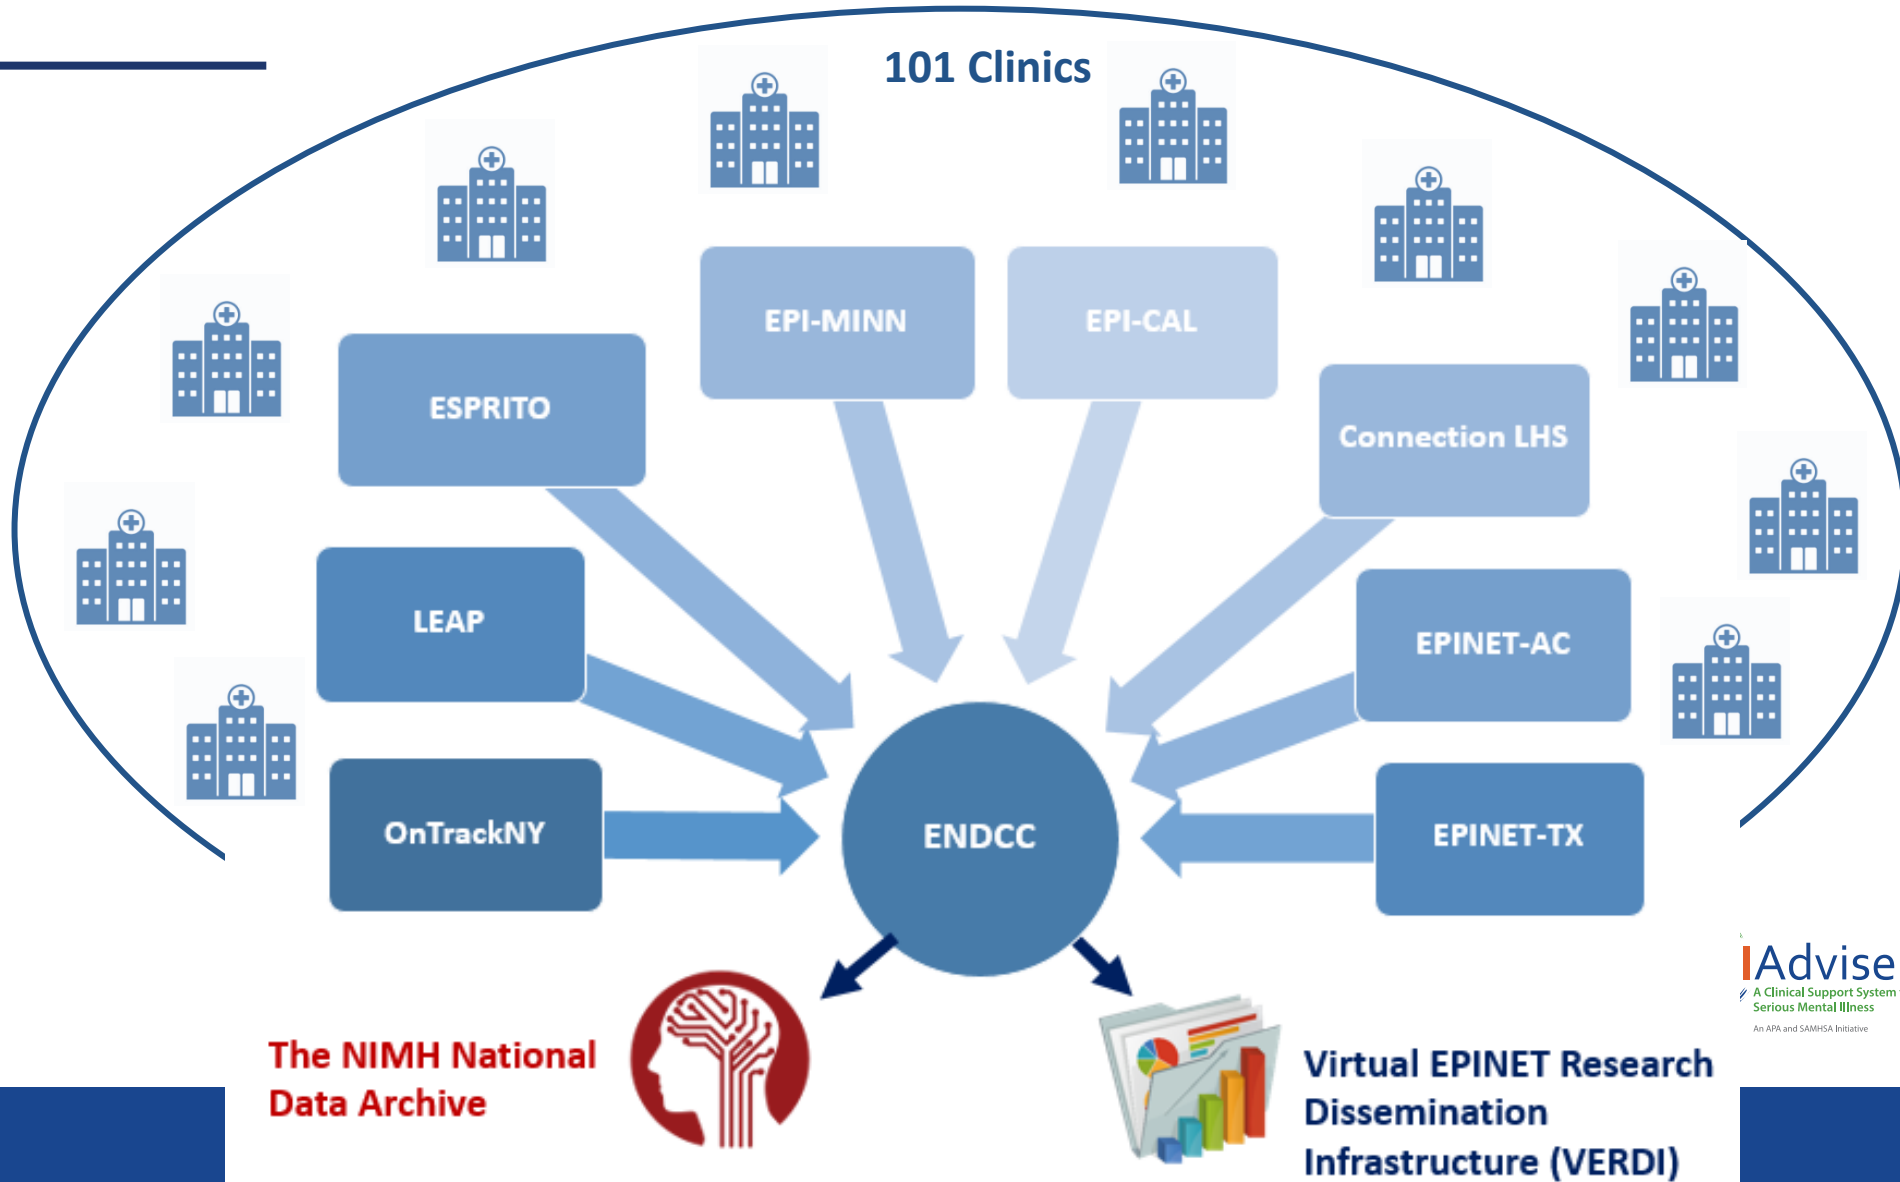 101 Clinics
EPI-MINN
EPI-CAL
ESPRITO
Connection LHS
LEAP
EPINET-AC
OnTrackNY
ENDCC
EPINET-TX
The NIMH National
Data Archive
Virtual EPINET Research
Dissemination
Infrastructure (VERDI)
Advise
A Clinical Support System
Serious Mental Illness
An APA and SAMHSA Initiative